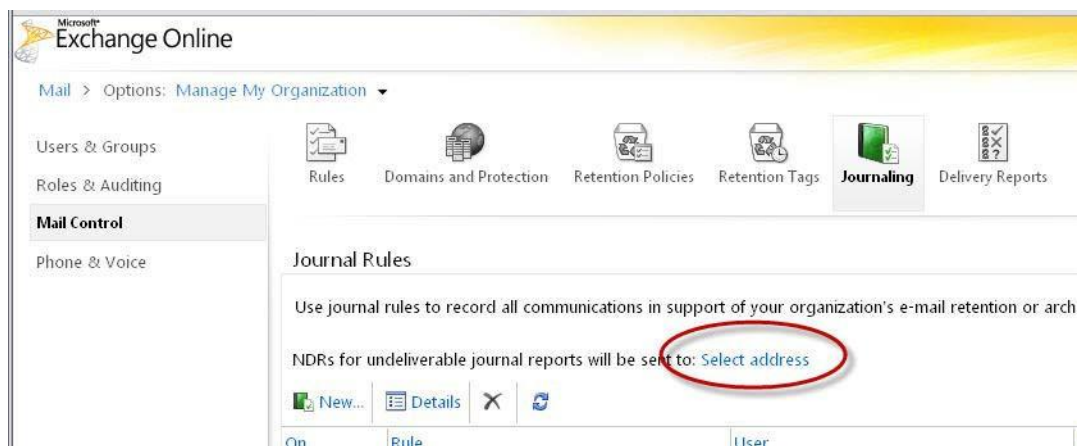 Microsoft®
Exchange Online
Mail > Options: Manage My Organization
Users & Groups
Roles & Auditing
Mail Control
Phone & Voice
Rules
Domains and Protection
Retention Policies
Retention Tags
Journaling
Delivery Reports
Journal Rules
Use journal rules to record all communications in support of your organization's e-mail retention or arch
NDRs for undeliverable journal reports will be sent to: Select address
New...
Details
On
Rule
User